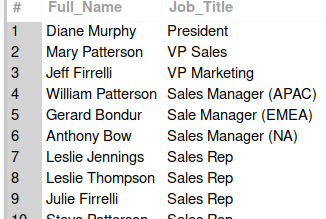 # Full_Name Job_Title
1 Diane Murphy President
2 Mary Patterson VP Sales
3 Jeff Firrelli VP Marketing
4 William Patterson Sales Manager (APAC)
5 Gerard Bondur Sale Manager (EMEA)
6 Anthony Bow Sales Manager (NA)
7 Leslie Jennings Sales Rep
8 Leslie Thompson Sales Rep
9 Julie Firrelli Sales Rep
10 Steve Patterson Sales Rep